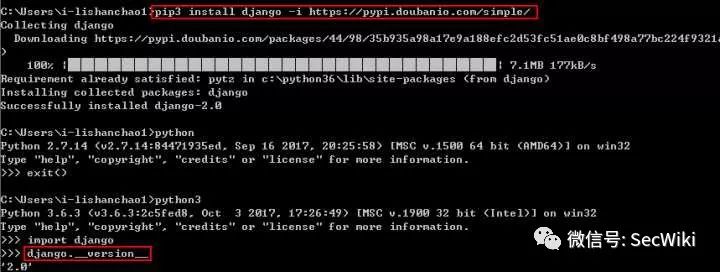 C:\Users\i-lishanchao1>pip3 install django -i https://pypi.doubanio.com/simple/
Collecting django
Downloading https://pypi.doubanio.com/packages/44/98/35b935a98a17e9a188efc2d53fc51ae0c8bf498a77bc224f9321a
)
100% 7.1MB 177kB/s
Requirement already satisfied: pytz in c:\python36\lib\site-packages (from django)
Installing collected packages: django
Successfully installed django-2.0
C:\Users\i-lishanchao1>python
Python 2.7.14 (v2.7.14:84471935ed, Sep 16 2017, 20:25:58) [MSC v.1500 64 bit (AMD64)] on win32
Type "help", "copyright", "credits" or "license" for more information.
>>> exit()
C:\Users\i-lishanchao1>python3
Python 3.6.3 (v3.6.3:2c5fed8, Oct 3 2017, 17:26:49) [MSC v.1900 32 bit (Intel)] on win32
Type "help", "copyright", "credits" or "license" for more information.
>>> import django
>>> django.__version__
'2.0'
微信号: SecWiki